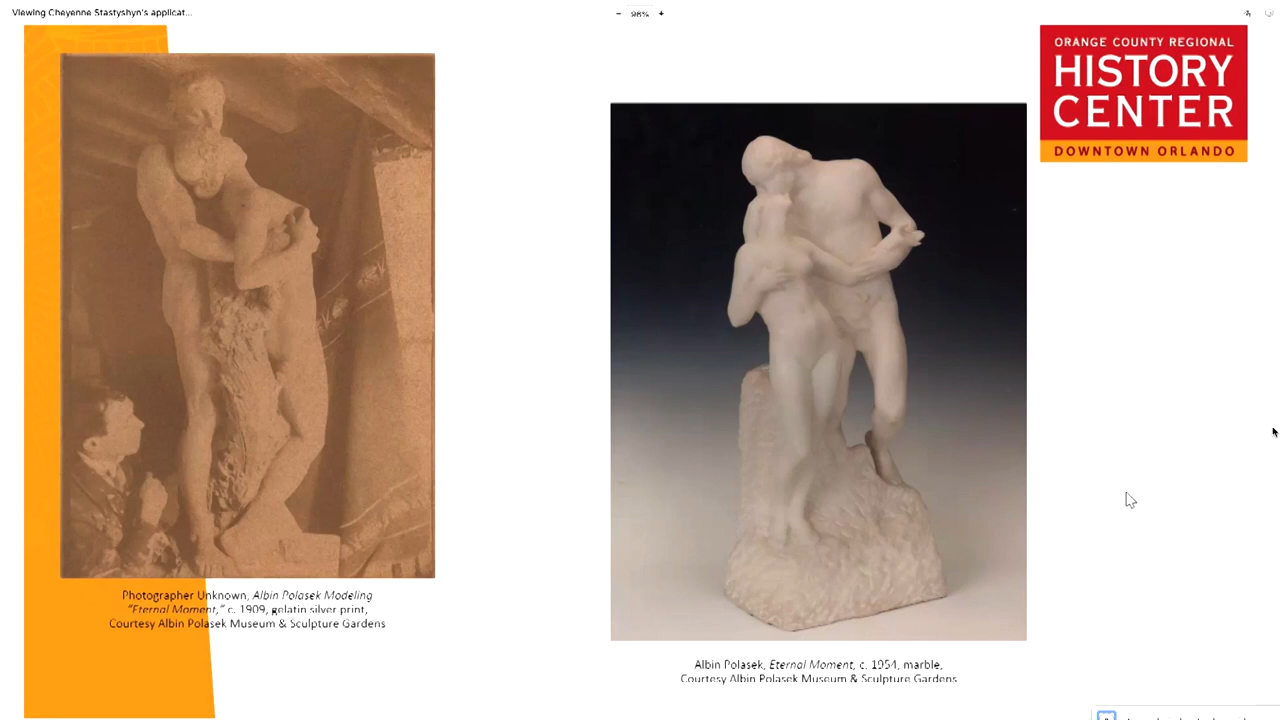 Viewing Cheyenne Stastyshyn's applicat...
− 96% +
ORANGE COUNTY REGIONAL
HISTORY
CENTER
DOWNTOWN ORLANDO
Photographer Unknown, Albin Polasek Modeling
“Eternal Moment,” c. 1909, gelatin silver print,
Courtesy Albin Polasek Museum & Sculpture Gardens
Albin Polasek, Eternal Moment, c. 1954, marble,
Courtesy Albin Polasek Museum & Sculpture Gardens